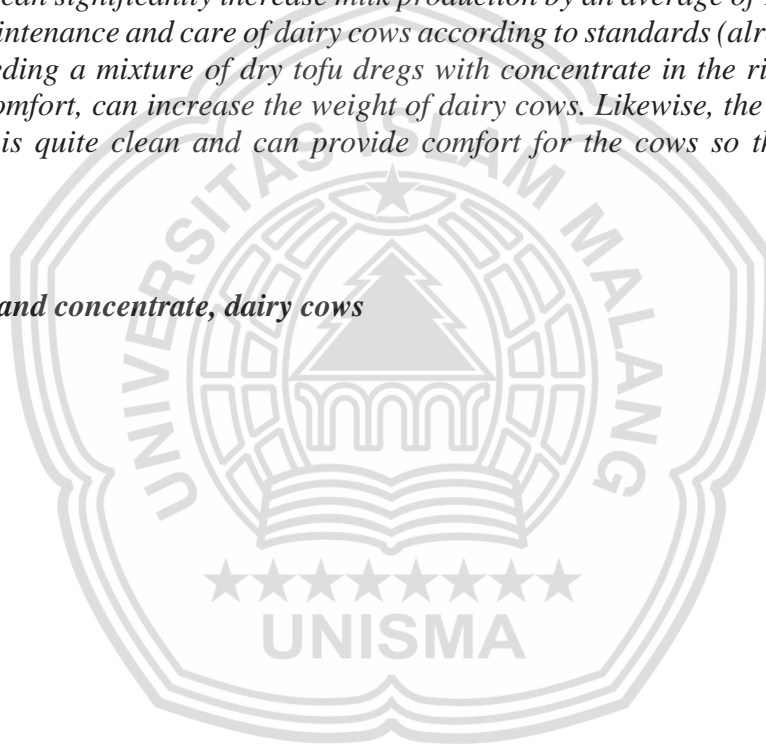 can significantly increase milk production by an average of
intenance and care of dairy cows according to standards (alr
eding a mixture of dry tofu dregs with concentrate in the ri
omfort, can increase the weight of dairy cows. Likewise, the
is quite clean and can provide comfort for the cows so th
and concentrate, dairy cows
UNIVERSITAS ISLAM MALANG
UNISMA